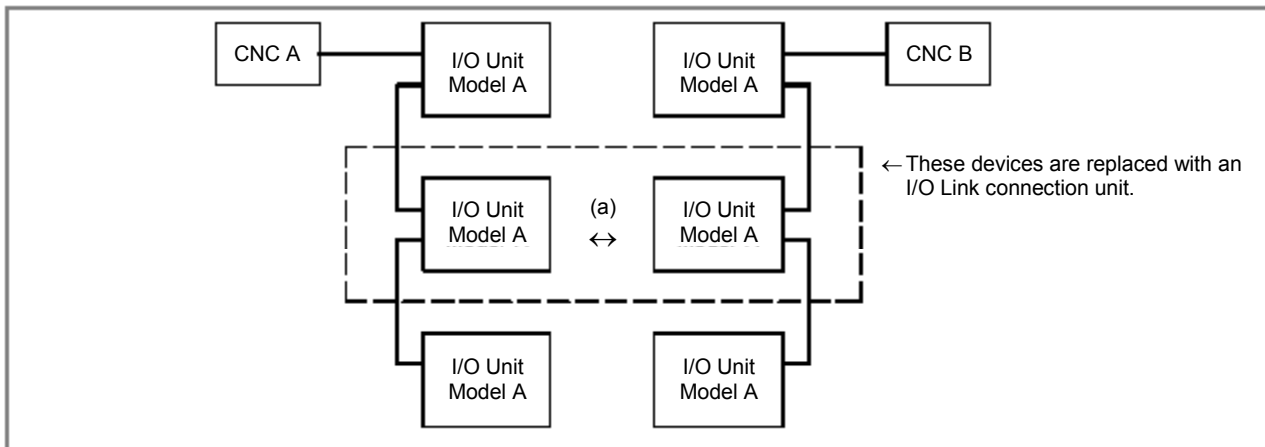 CNC A
I/O Unit
Model A
I/O Unit
Model A
CNC B
← These devices are replaced with an
I/O Link connection unit.
I/O Unit
Model A
(a)
↔
I/O Unit
Model A
I/O Unit
Model A
I/O Unit
Model A